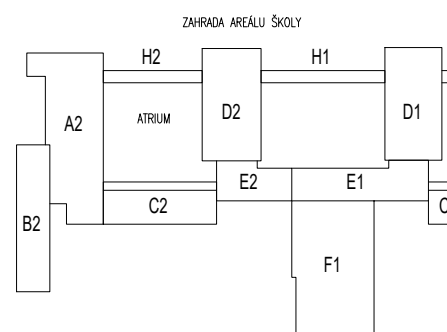 ZAHRADA AREÁLU ŠKOLY
H2
H1
A2
ATRIUM
D2
D1
E2
E1
B2
C2
C
F1